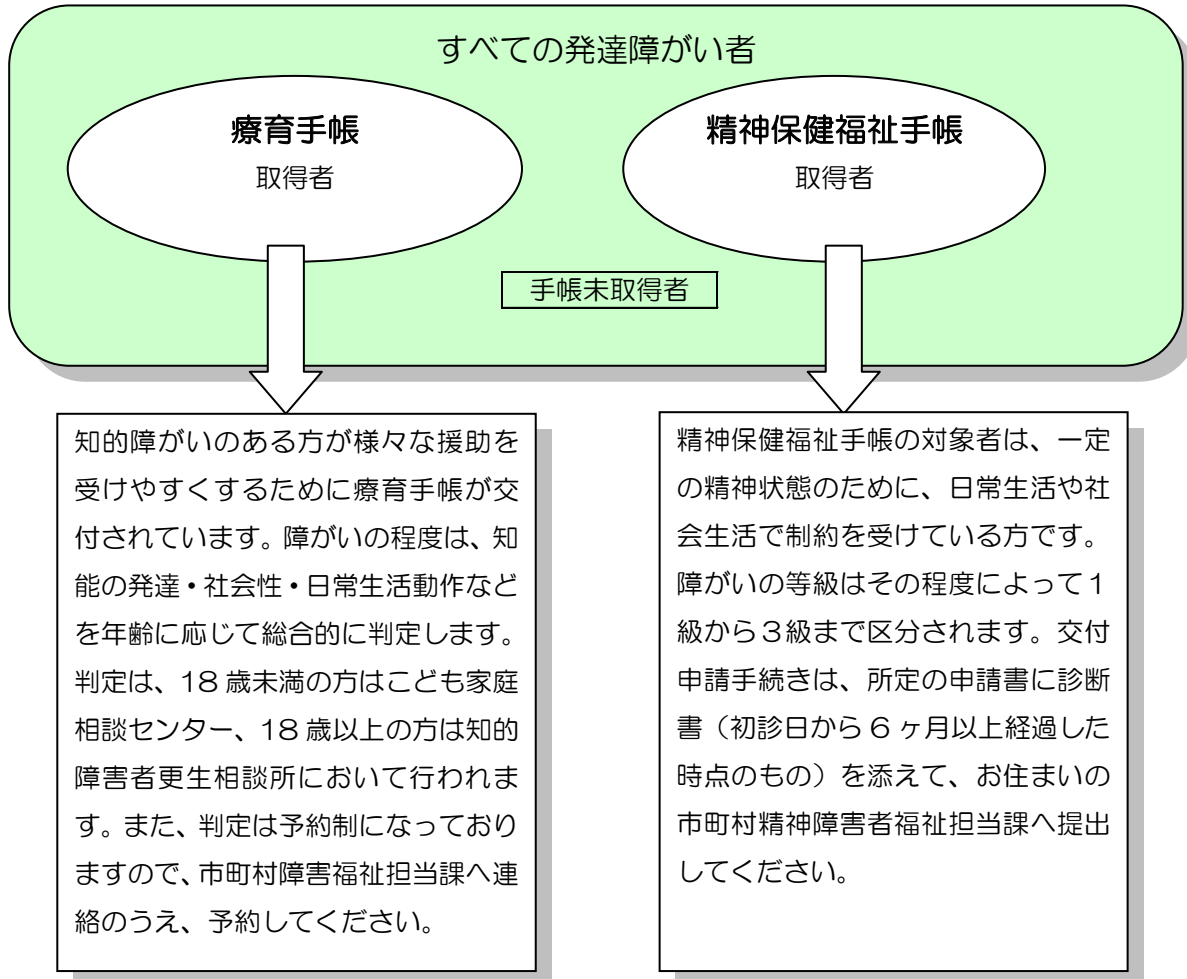 すべての発達障がい者
療育手帳
取得者
精神保健福祉手帳
取得者
手帳未取得者
知的障がいのある方が様々な援助を
受けやすくするために療育手帳が交
付されています。障がいの程度は、知
能の発達・社会性・日常生活動作など
を年齢に応じて総合的に判定します。
判定は、18 歳未満の方はこども家庭
相談センター、18 歳以上の方は知的
障害者更生相談所において行われま
す。また、判定は予約制になっており
ますので、市町村障害福祉担当課へ連
絡のうえ、予約してください。
精神保健福祉手帳の対象者は、一定
の精神状態のために、日常生活や社
会生活で制約を受けている方です。
障がいの等級はその程度によって１
級から３級まで区分されます。交付
申請手続きは、所定の申請書に診断
書（初診日から 6 ヶ月以上経過した
時点のもの）を添えて、お住まいの
市町村精神障害者福祉担当課へ提出
してください。